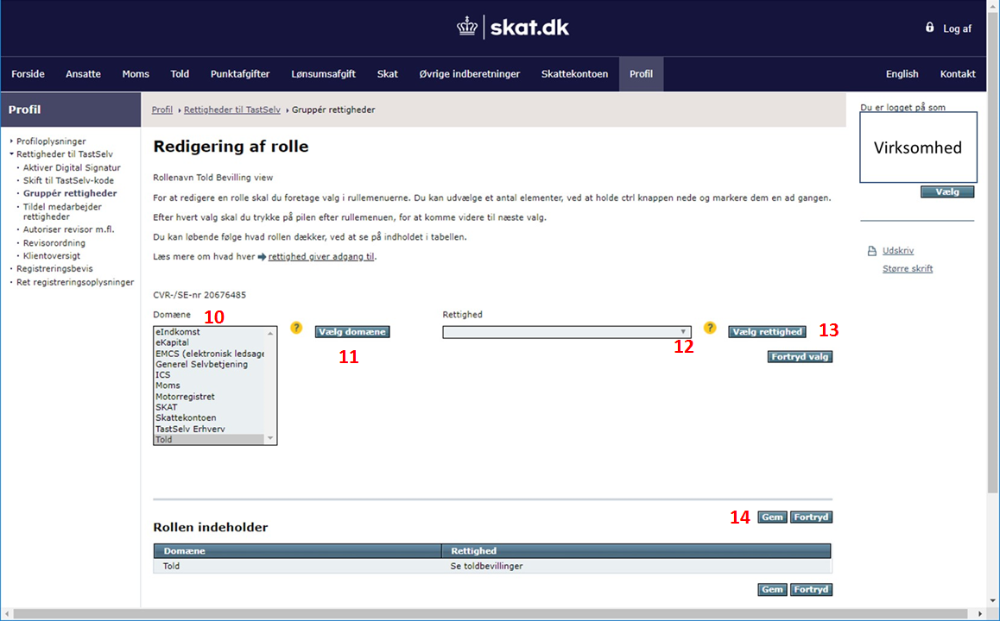 skat.dk
Log af
Forside Ansatte Moms Told Punktafgifter Lønsumsafgift Skat Øvrige indberetninger Skattekontoen Profil English Kontakt
Profil
Profiloplysninger
Rettigheder til TastSelv
Aktiver Digital Signatur
Skift til TastSelv-kode
Gruppér rettigheder
Tildel medarbejder
rettigheder
Autoriser revisor m.fl.
Revisorordning
Klientoversigt
Registreringsbevis
Ret registreringsoplysninger
Profil Rettigheder til TastSelv Gruppér rettigheder
Redigering af rolle
Rollenavn Told Bevilling view
For at redigere en rolle skal du foretage valg i rullemenuerne. Du kan udvælge et antal elementer, ved at holde ctrl knappen nede og markere dem en ad gangen.
Efter hvert valg skal du trykke på pilen efter rullemenuen, for at komme videre til næste valg.
Du kan løbende følge hvad rollen dækker, ved at se på indholdet i tabellen.
Læs mere om hvad hver rettighed giver adgang til.
CVR-/SE-nr 20676485
Domæne 10
eIndkomst
eKapital
EMCS (elektronisk ledsage
Generel Selvbetjening
ICS
Moms
Motorregistret
SKAT
Skattekontoen
TastSelv Erhverv
Told
? Vælg domæne
11
Rettighed
12
? Vælg rettighed 13
Fortryd valg
14 Gem Fortryd
Rollen indeholder
Domæne Rettighed
Told Se toldbevillinger
Gem Fortryd
Du er logget på som
Virksomhed
Vælg
Udskriv
Større skrift